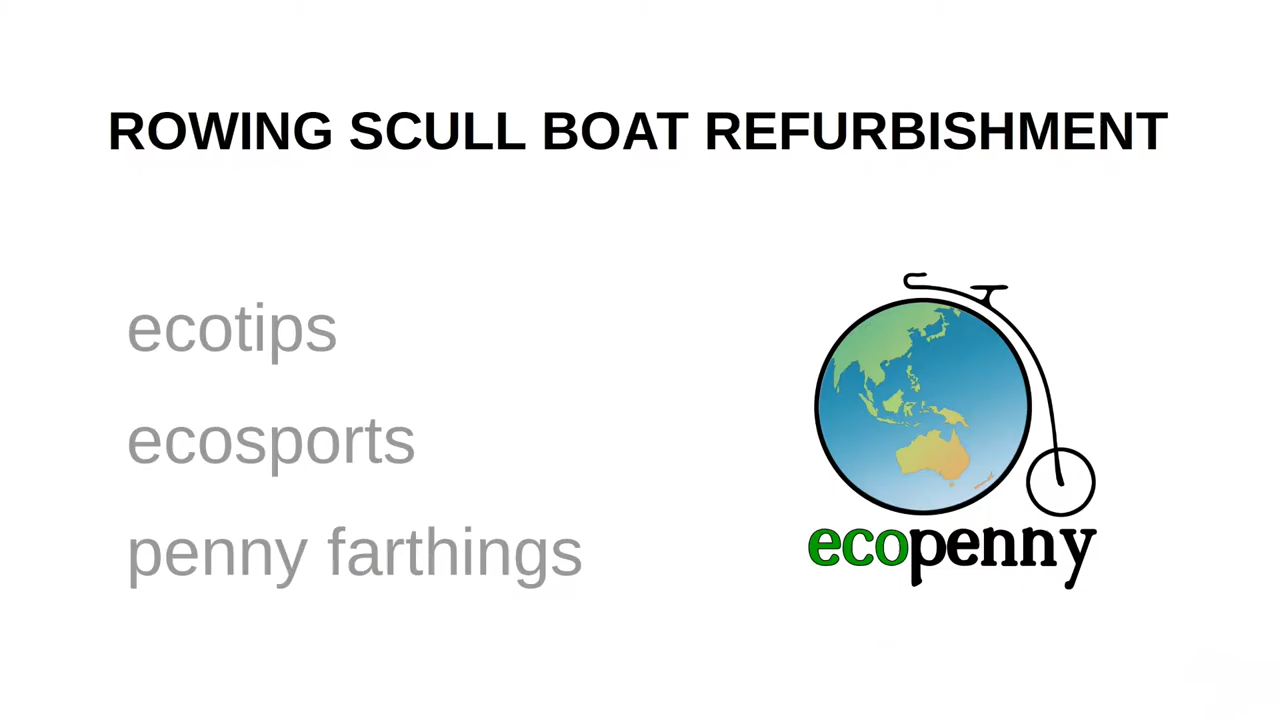 ROWING SCULL BOAT REFURBISHMENT
ecotips
ecosports
penny farthings
ecopenny